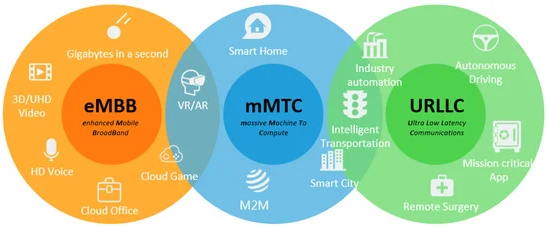 Gigabytes in a second
3D/UHD
Video
HD Voice
Cloud Office
Cloud Game
eMBB
enhanced Mobile
BroadBand
VR/AR
Smart Home
mMTC
massive Machine To
Compute
M2M
Smart City
Industry
automation
Intelligent
Transportation
URLLC
Ultra Low Latency
Communications
Autonomous
Driving
Mission critical
App
Remote Surgery